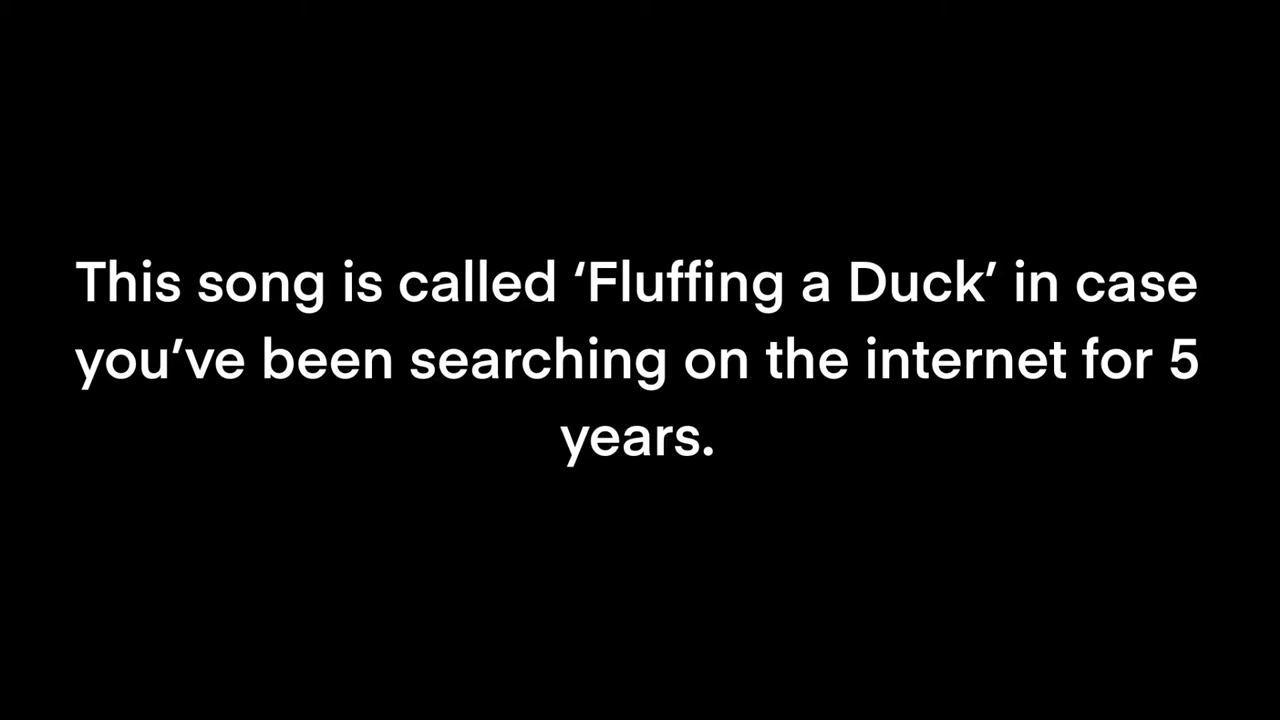 This song is called ‘Fluffing a Duck’ in case
you’ve been searching on the internet for 5
years.